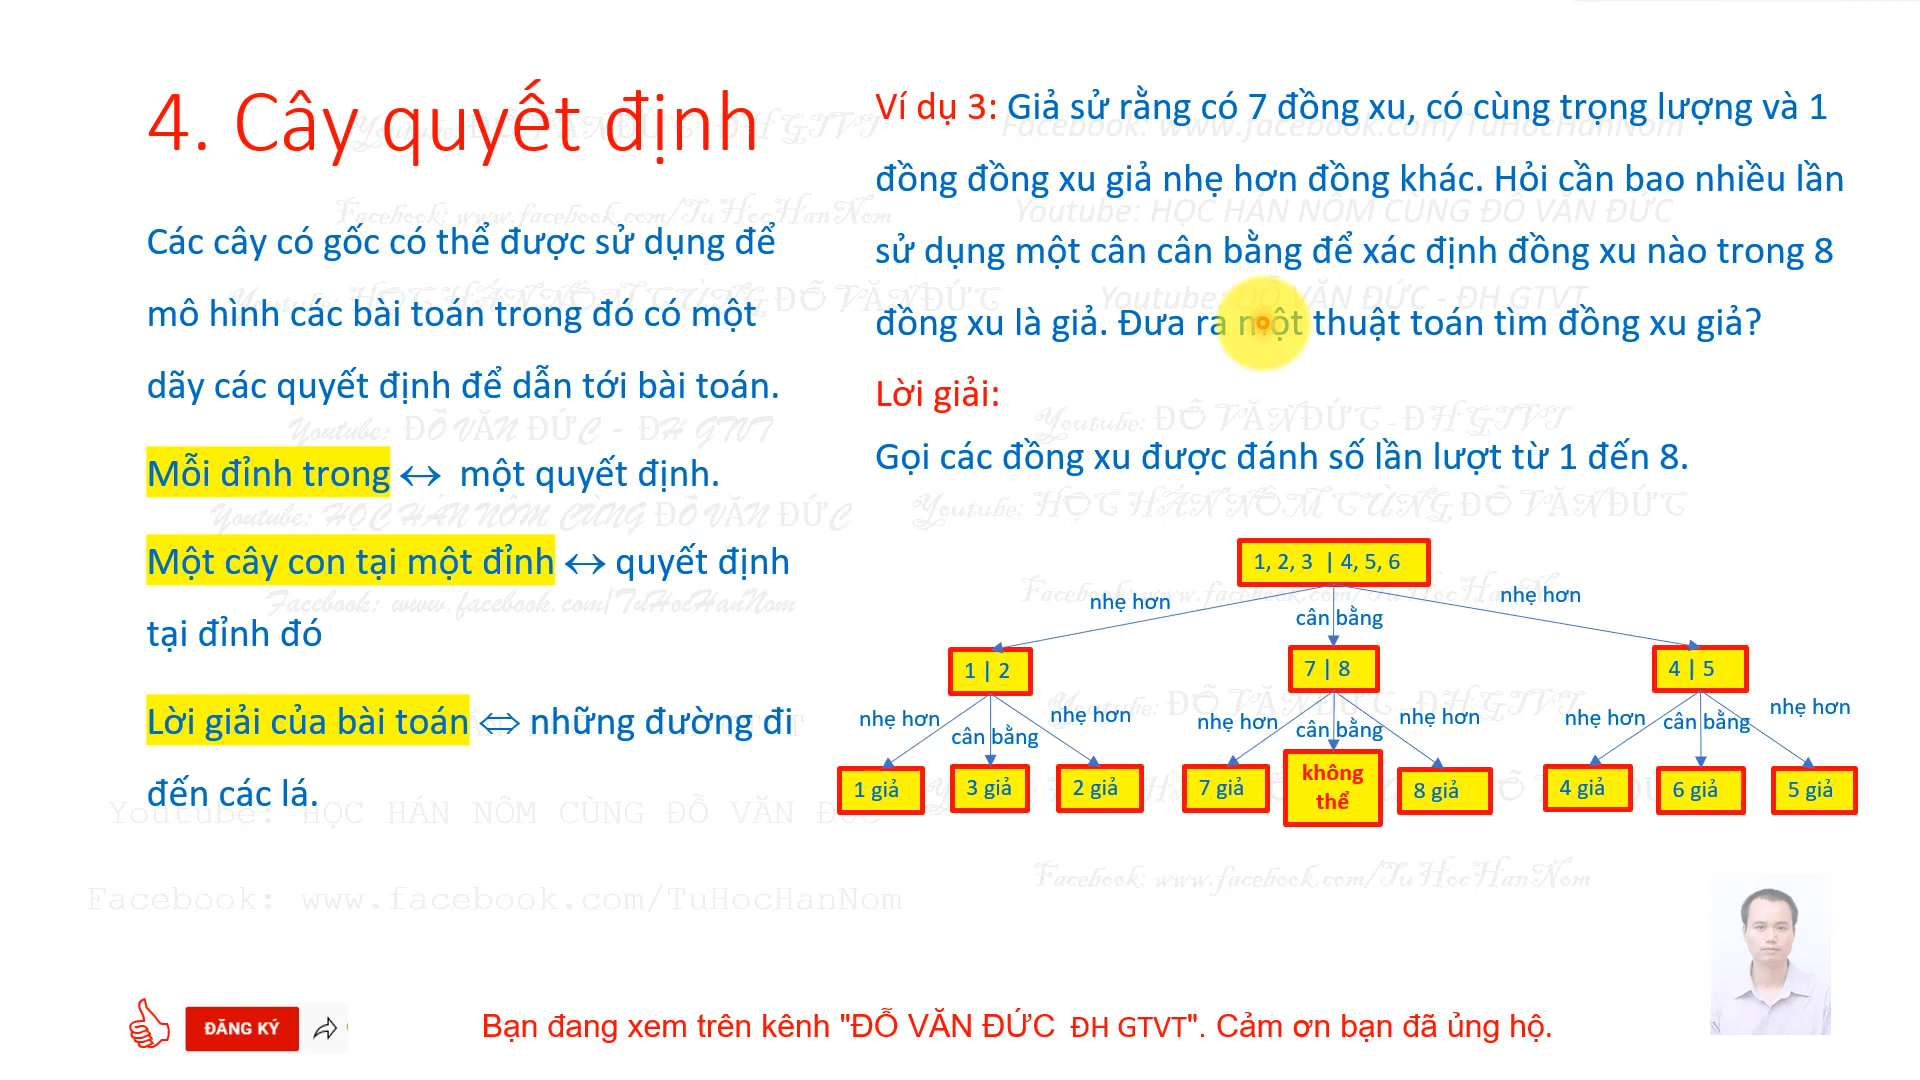 4. Cây quyết định
Các cây có gốc có thể được sử dụng để
mô hình các bài toán trong đó có một
dãy các quyết định để dẫn tới bài toán.
Mỗi đỉnh trong ↔ một quyết định.
Một cây con tại một đỉnh ↔ quyết định
tại đỉnh đó
Lời giải của bài toán ⇔ những đường đi
đến các lá.
Ví dụ 3: Giả sử rằng có 7 đồng xu, có cùng trọng lượng và 1
đồng đồng xu giả nhẹ hơn đồng khác. Hỏi cần bao nhiều lần
sử dụng một cân cân bằng để xác định đồng xu nào trong 8
đồng xu là giả. Đưa ra một thuật toán tìm đồng xu giả?
Lời giải:
Gọi các đồng xu được đánh số lần lượt từ 1 đến 8.
1, 2, 3 | 4, 5, 6
nhẹ hơn
cân bằng
nhẹ hơn
1 | 2
7 | 8
4 | 5
nhẹ hơn
cân bằng
nhẹ hơn
nhẹ hơn
cân bằng
nhẹ hơn
nhẹ hơn
cân bằng
nhẹ hơn
1 giả
3 giả
2 giả
7 giả
không
thể
8 giả
4 giả
6 giả
5 giả
Youtube: HỌC HÁN NÔM CÙNG ĐỖ VĂN ĐỨC
Facebook: www.facebook.com/TuHocHanNom
ĐĂNG KÝ
Bạn đang xem trên kênh "ĐỖ VĂN ĐỨC ĐH GTVT". Cảm ơn bạn đã ủng hộ.